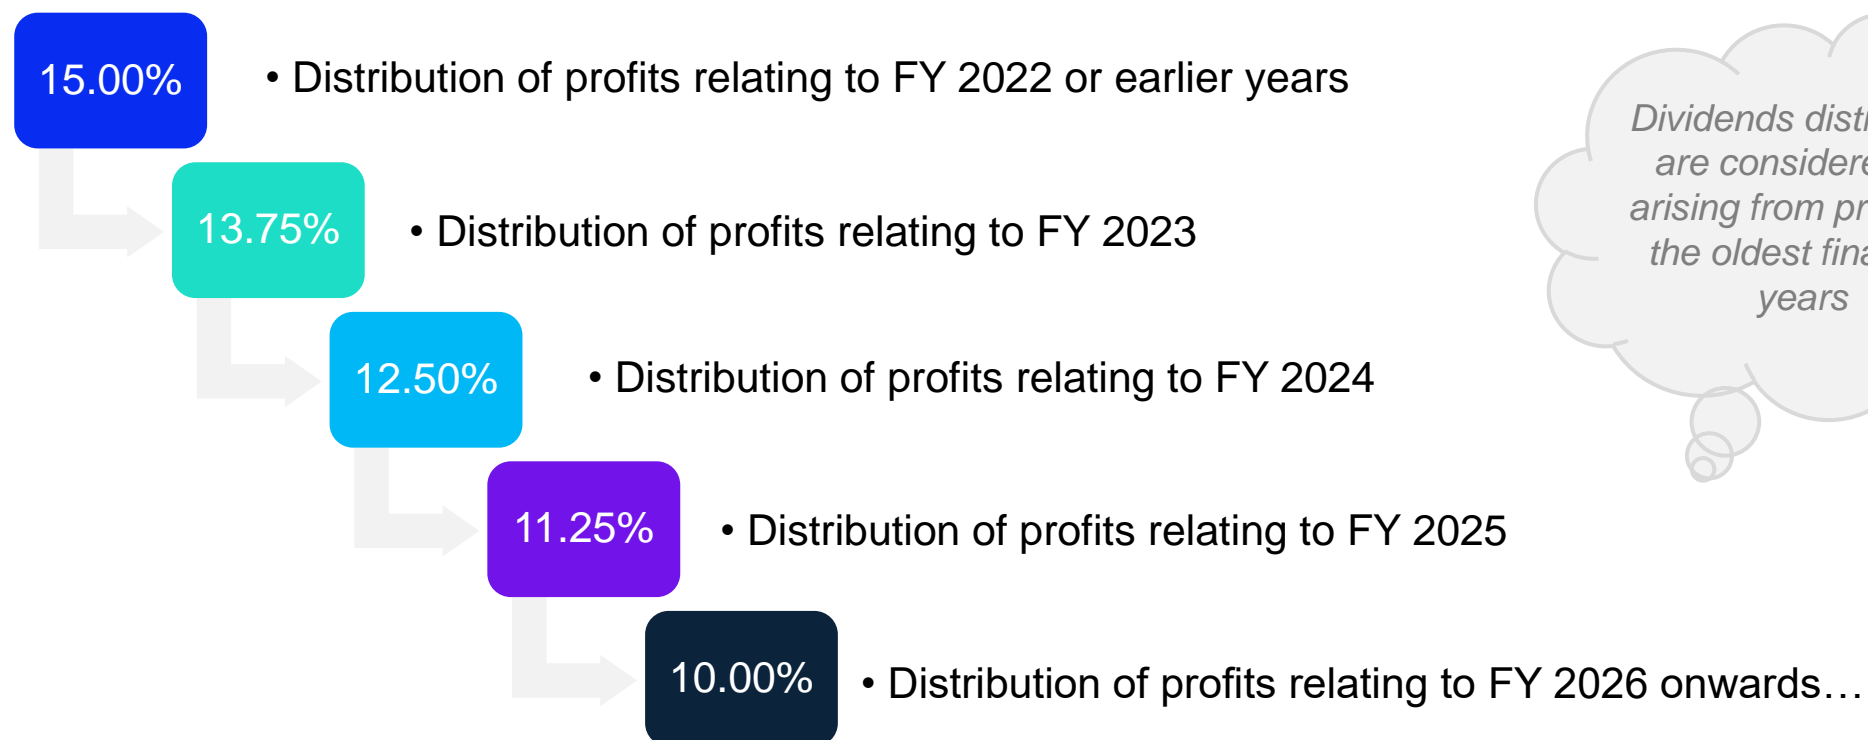 15.00%
• Distribution of profits relating to FY 2022 or earlier years
13.75%
• Distribution of profits relating to FY 2023
12.50%
• Distribution of profits relating to FY 2024
11.25%
• Distribution of profits relating to FY 2025
10.00%
• Distribution of profits relating to FY 2026 onwards…
Dividends
are
arising from
the oldest
years